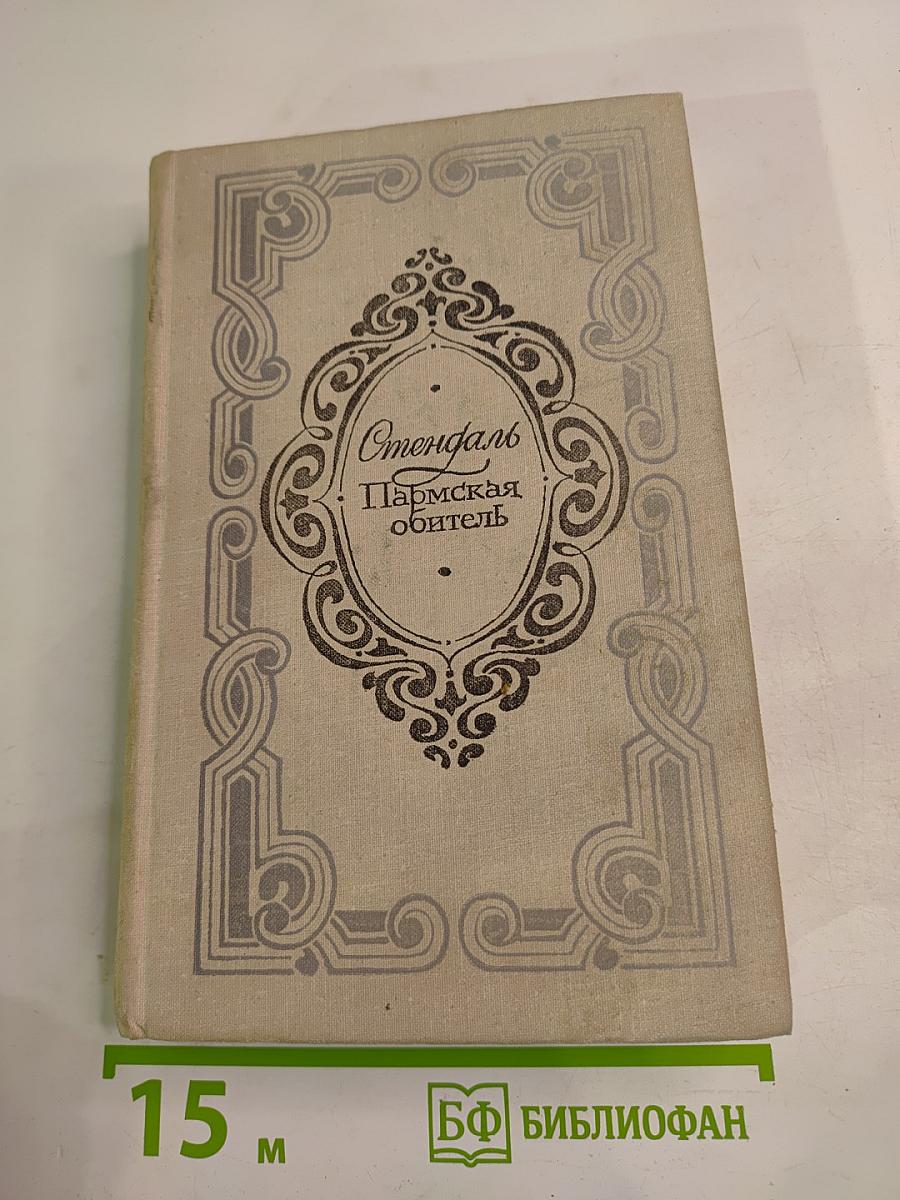 Стендаль
Пармская
обитель
15 м
БФ БИБЛИОФАН